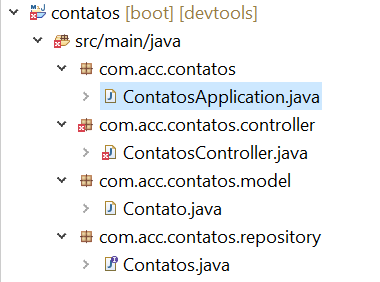 contatos [boot] [devtools]
src/main/java
com.acc.contatos
ContatosApplication.java
com.acc.contatos.controller
ContatosController.java
com.acc.contatos.model
Contato.java
com.acc.contatos.repository
Contatos.java